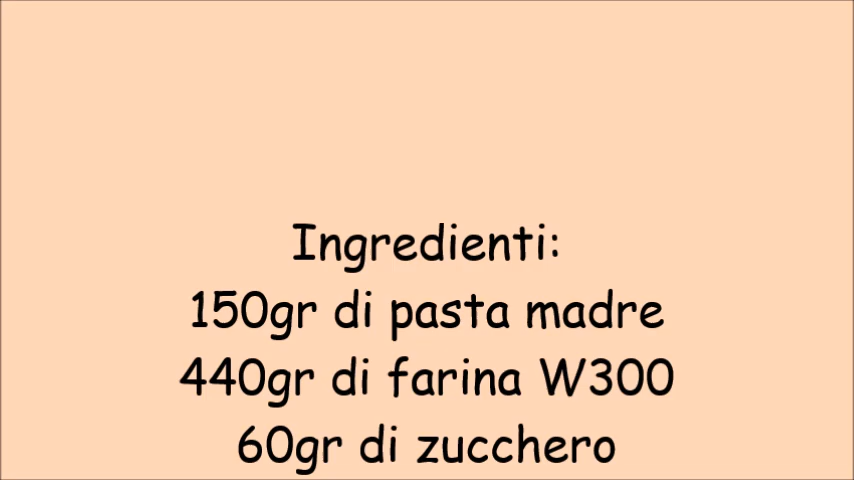 Ingredienti:
150gr di pasta madre
440gr di farina W300
60gr di zucchero